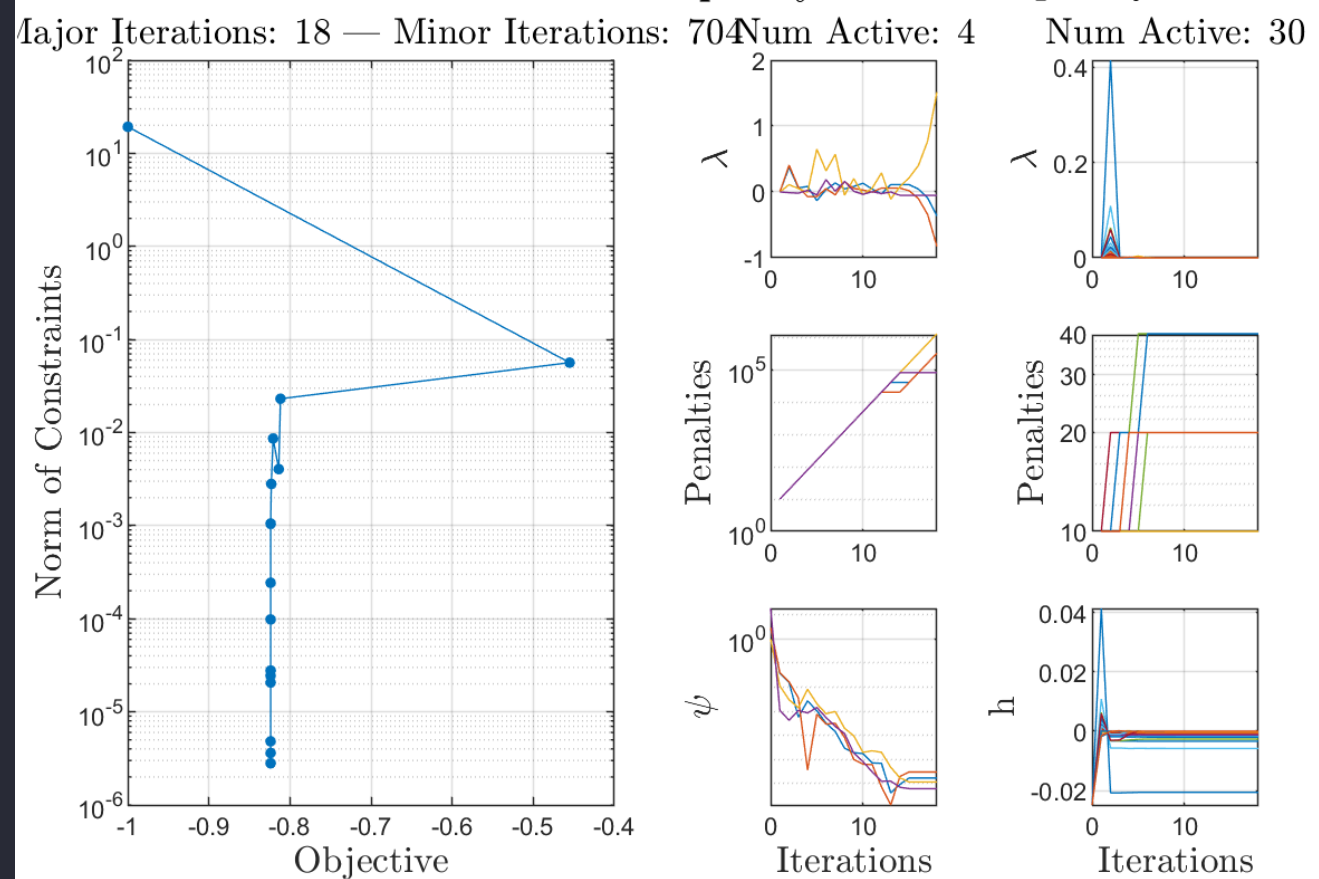 Major Iterations: 18 — Minor Iterations: 704
Num Active: 4
Num Active: 30
10^2
10^1
10^0
10^-1
10^-2
10^-3
10^-4
10^-5
10^-6
Norm of Constraints
-1 -0.9 -0.8 -0.7 -0.6 -0.5 -0.4
Objective
2
1
0
-1
λ
0 10
0.4
0.2
0
λ
0 10
10^5
10^0
Penalties
0 10
40
30
20
10
Penalties
0 10
10^0
ψ
0 10
Iterations
0.04
0.02
0
-0.02
h
0 10
Iterations